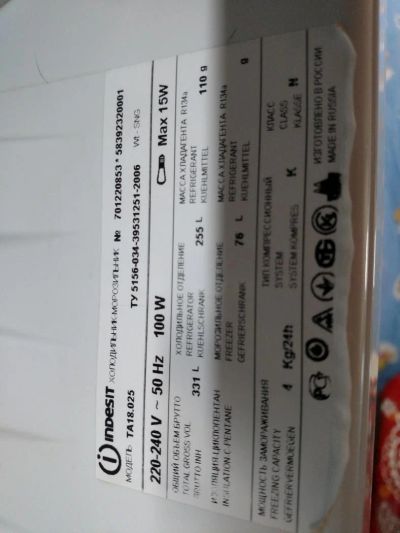 INDESIT ХОЛОДИЛЬНИК-МОРОЗИЛЬНИК № 701220853 * 58392320001
МОДЕЛЬ TA18.025 ТУ 5156-034-39531251-2006 WL - SNG
220-240 V ~ 50 Hz 100 W Max 15W
ОБЩИЙ ОБЪЕМ БРУТТО
TOTAL GROSS VOL
BRUTTO INH 331 L
ХОЛОДИЛЬНОЕ ОТДЕЛЕНИЕ
REFRIGERATOR
KUEHLSCHRANK 255 L
МАССА ХЛАДАГЕНТА R134a
REFRIGERANT
KUEHLMITTEL 110 g
ИЗОЛЯЦИЯ ЦИКЛОПЕНТАН
INSULATION C-PENTANE
МОРОЗИЛЬНОЕ ОТДЕЛЕНИЕ
FREEZER
GEFRIERSCHRANK 76 L
МАССА ХЛАДАГЕНТА R134a
REFRIGERANT
KUEHLMITTEL g
МОЩНОСТЬ ЗАМОРАЖИВАНИЯ
FREEZING CAPACITY
GEFRIERVERMOEGEN 4 Kg/24h
ТИП КОМПРЕССИОННЫЙ
SYSTEM
SYSTEM KOMPRES K
КЛАСС
CLASS
KLASSE N
ИЗГОТОВЛЕНО В РОССИИ
MADE IN RUSSIA